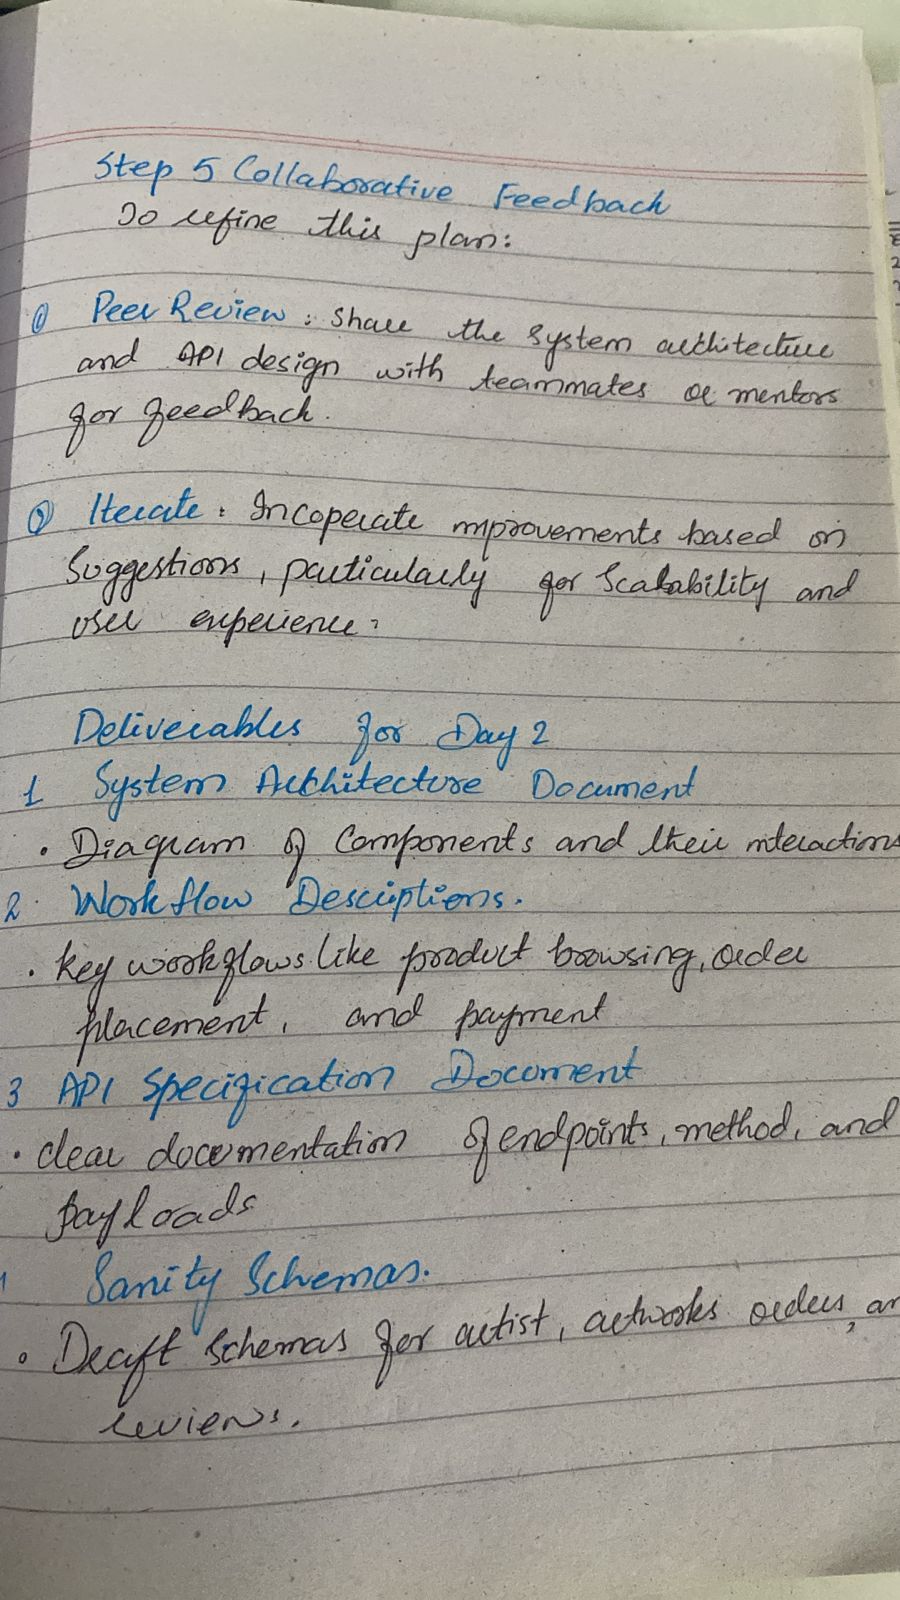 Step 5 Collaborative Feedback
To refine this plan:
① Peer Review : Share the System architecture
and API design with teammates or mentors
for feedback.
② Iterate : Incoperate improvements based on
Suggestions, particularly for Scalability and
user experience.
Deliverables for Day 2
1 System Architecture Document
• Diagram of Components and their interactions
2. Workflow Descriptions.
• key workflows like product browsing, order
placement, and payment
3 API Specification Document
• clear documentation of endpoints, method, and
payloads
Sanity Schemas.
• Draft Schemas for artist, artworks orders, an
reviews.